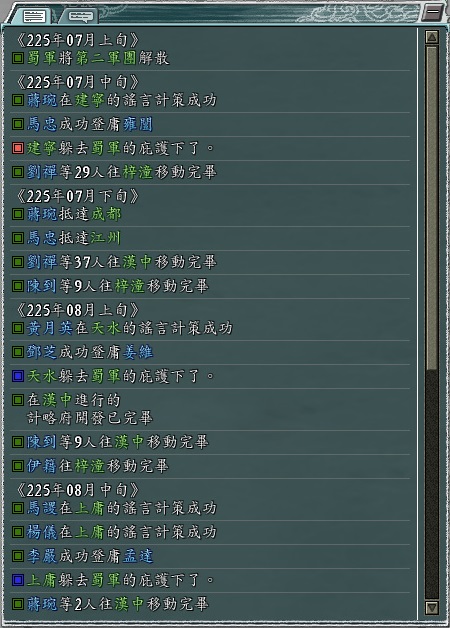 《225年07月上旬》
蜀軍將第二軍團解散
《225年07月中旬》
蔣琬在建寧的謠言計策成功
馬忠成功登庸雍闓
建寧躲去蜀軍的庇護下了。
劉禪等29人往梓潼移動完畢
《225年07月下旬》
蔣琬抵達成都
馬忠抵達江州
劉禪等37人往漢中移動完畢
陳到等9人往梓潼移動完畢
《225年08月上旬》
黃月英在天水的謠言計策成功
鄧芝成功登庸姜維
天水躲去蜀軍的庇護下了。
在漢中進行的
計略府開發已完畢
陳到等9人往漢中移動完畢
伊籍往梓潼移動完畢
《225年08月中旬》
馬謖在上庸的謠言計策成功
楊儀在上庸的謠言計策成功
李嚴成功登庸孟達
上庸躲去蜀軍的庇護下了。
蔣琬等2人往漢中移動完畢